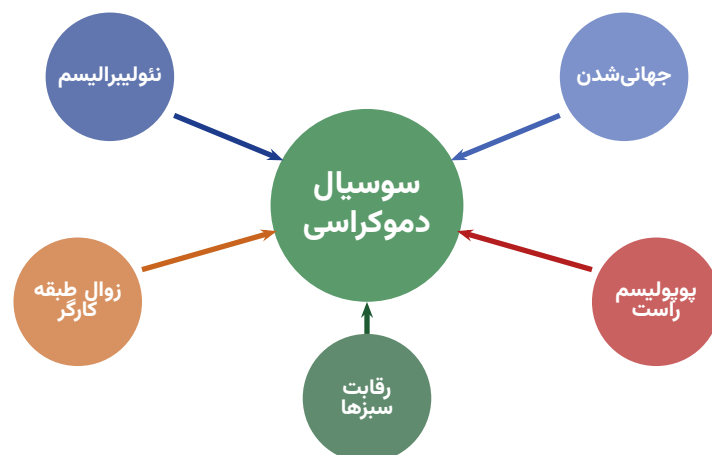 جهانی‌شدن
نئولیبرالیسم
سوسیال
دموکراسی
پوپولیسم
راست
زوال طبقه
کارگر
رقابت
سبزها